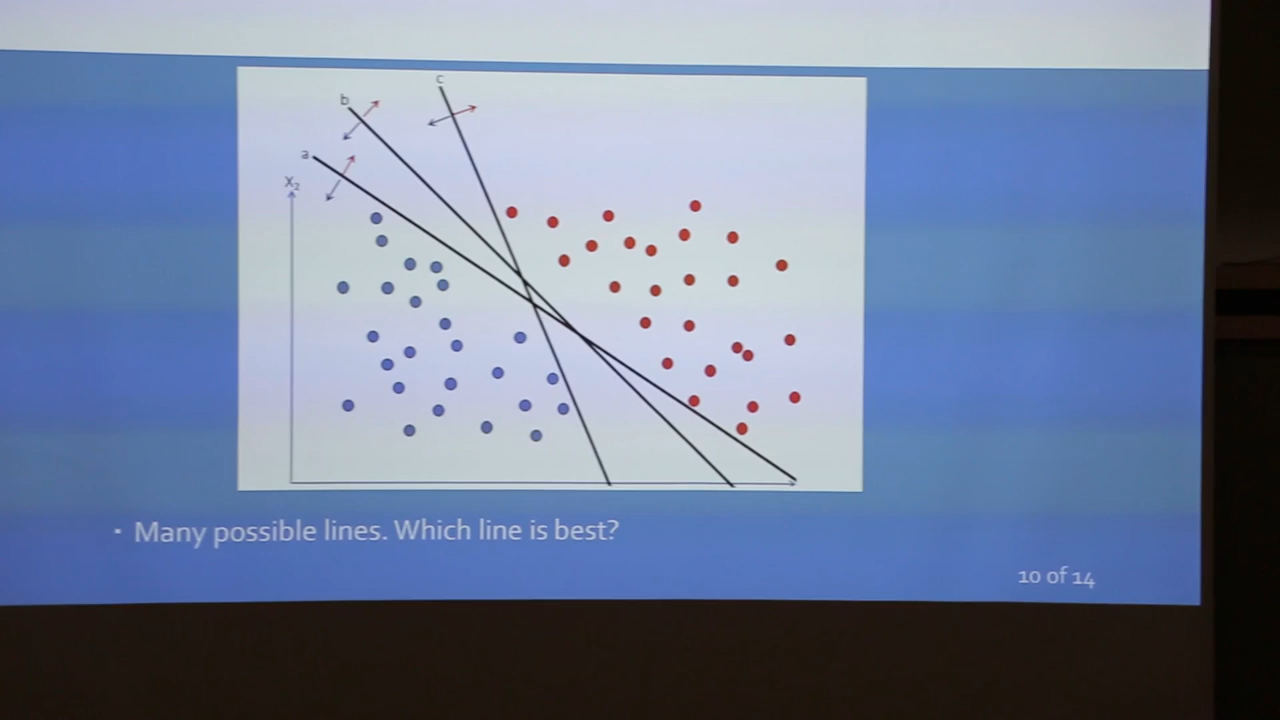 c
b
a
X₂
▪ Many possible lines. Which line is best?
10 of 14